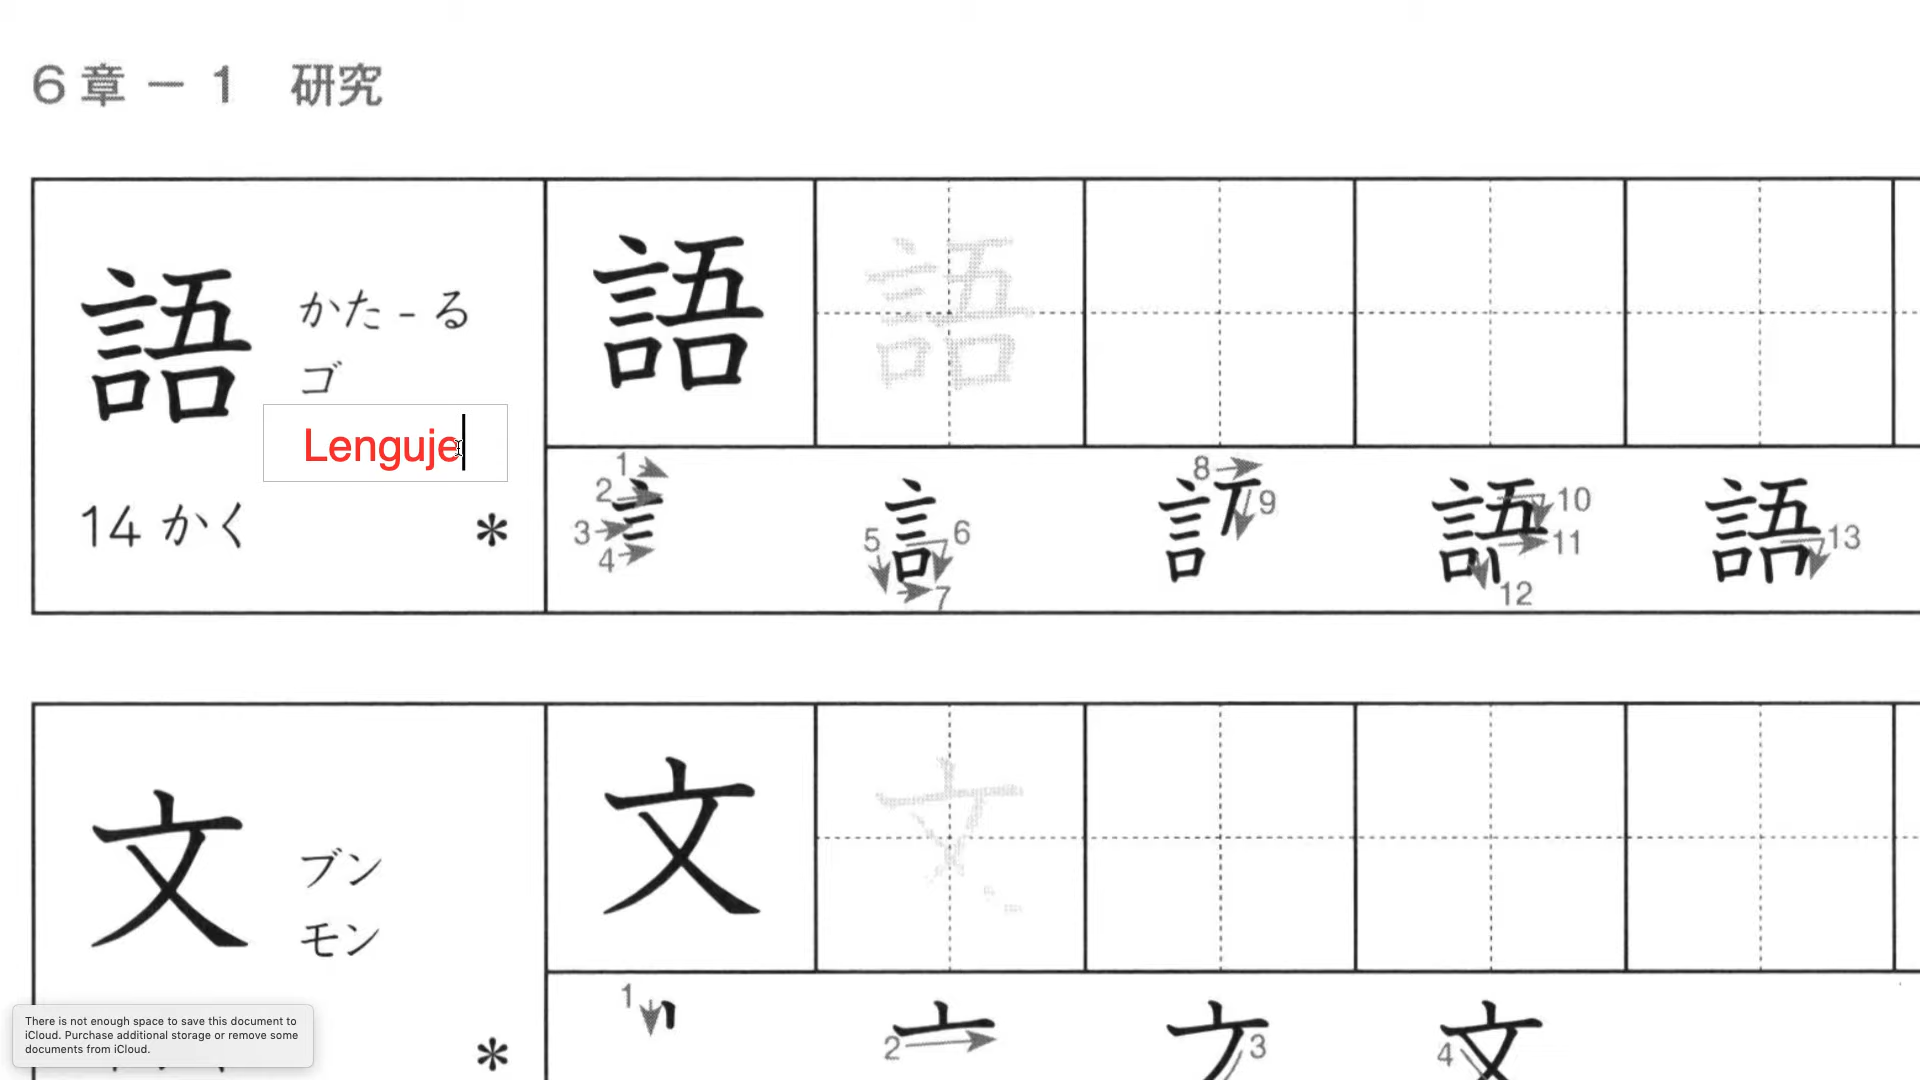 6章－1 研究
語
かた-る
ゴ
Lenguje
14かく
*
語
語
1
2
3
4
5
6
7
8
9
10
11
12
13
文
ブン
モン
*
文
文
1
2
3
4
There is not enough space to save this document to
iCloud. Purchase additional storage or remove some
documents from iCloud.